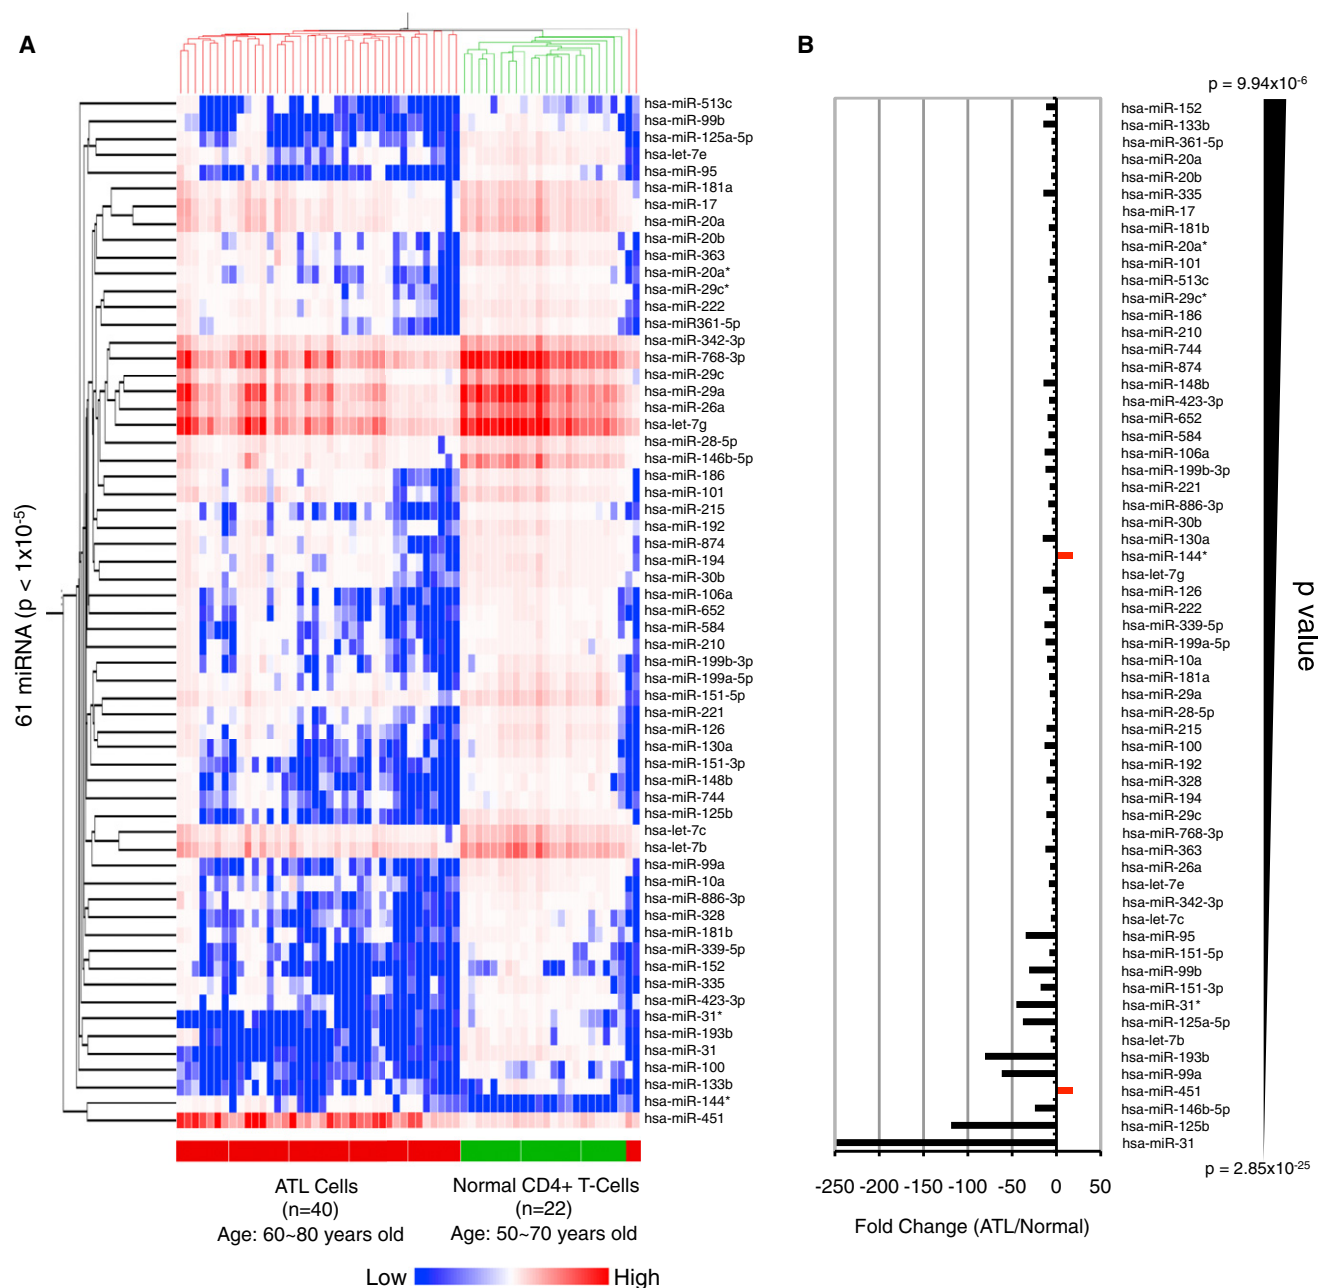 A
61 miRNA (p < 1x10-5)
hsa-miR-513c
hsa-miR-99b
hsa-miR-125a-5p
hsa-let-7e
hsa-miR-95
hsa-miR-181a
hsa-miR-17
hsa-miR-20a
hsa-miR-20b
hsa-miR-363
hsa-miR-20a*
hsa-miR-29c*
hsa-miR-222
hsa-miR361-5p
hsa-miR-342-3p
hsa-miR-768-3p
hsa-miR-29c
hsa-miR-29a
hsa-miR-26a
hsa-let-7g
hsa-miR-28-5p
hsa-miR-146b-5p
hsa-miR-186
hsa-miR-101
hsa-miR-215
hsa-miR-192
hsa-miR-874
hsa-miR-194
hsa-miR-30b
hsa-miR-106a
hsa-miR-652
hsa-miR-584
hsa-miR-210
hsa-miR-199b-3p
hsa-miR-199a-5p
hsa-miR-151-5p
hsa-miR-221
hsa-miR-126
hsa-miR-130a
hsa-miR-151-3p
hsa-miR-148b
hsa-miR-744
hsa-miR-125b
hsa-let-7c
hsa-let-7b
hsa-miR-99a
hsa-miR-10a
hsa-miR-886-3p
hsa-miR-328
hsa-miR-181b
hsa-miR-339-5p
hsa-miR-152
hsa-miR-335
hsa-miR-423-3p
hsa-miR-31*
hsa-miR-193b
hsa-miR-31
hsa-miR-100
hsa-miR-133b
hsa-miR-144*
hsa-miR-451
ATL Cells
(n=40)
Age: 60~80 years old
Normal CD4+ T-Cells
(n=22)
Age: 50~70 years old
Low High
B
p = 9.94x10-6
hsa-miR-152
hsa-miR-133b
hsa-miR-361-5p
hsa-miR-20a
hsa-miR-20b
hsa-miR-335
hsa-miR-17
hsa-miR-181b
hsa-miR-20a*
hsa-miR-101
hsa-miR-513c
hsa-miR-29c*
hsa-miR-186
hsa-miR-210
hsa-miR-744
hsa-miR-874
hsa-miR-148b
hsa-miR-423-3p
hsa-miR-652
hsa-miR-584
hsa-miR-106a
hsa-miR-199b-3p
hsa-miR-221
hsa-miR-886-3p
hsa-miR-30b
hsa-miR-130a
hsa-miR-144*
hsa-let-7g
hsa-miR-126
hsa-miR-222
hsa-miR-339-5p
hsa-miR-199a-5p
hsa-miR-10a
hsa-miR-181a
hsa-miR-29a
hsa-miR-28-5p
hsa-miR-215
hsa-miR-100
hsa-miR-192
hsa-miR-328
hsa-miR-194
hsa-miR-29c
hsa-miR-768-3p
hsa-miR-363
hsa-miR-26a
hsa-let-7e
hsa-miR-342-3p
hsa-let-7c
hsa-miR-95
hsa-miR-151-5p
hsa-miR-99b
hsa-miR-151-3p
hsa-miR-31*
hsa-miR-125a-5p
hsa-let-7b
hsa-miR-193b
hsa-miR-99a
hsa-miR-451
hsa-miR-146b-5p
hsa-miR-125b
hsa-miR-31
p value
p = 2.85x10-25
-250 -200 -150 -100 -50 0 50
Fold Change (ATL/Normal)